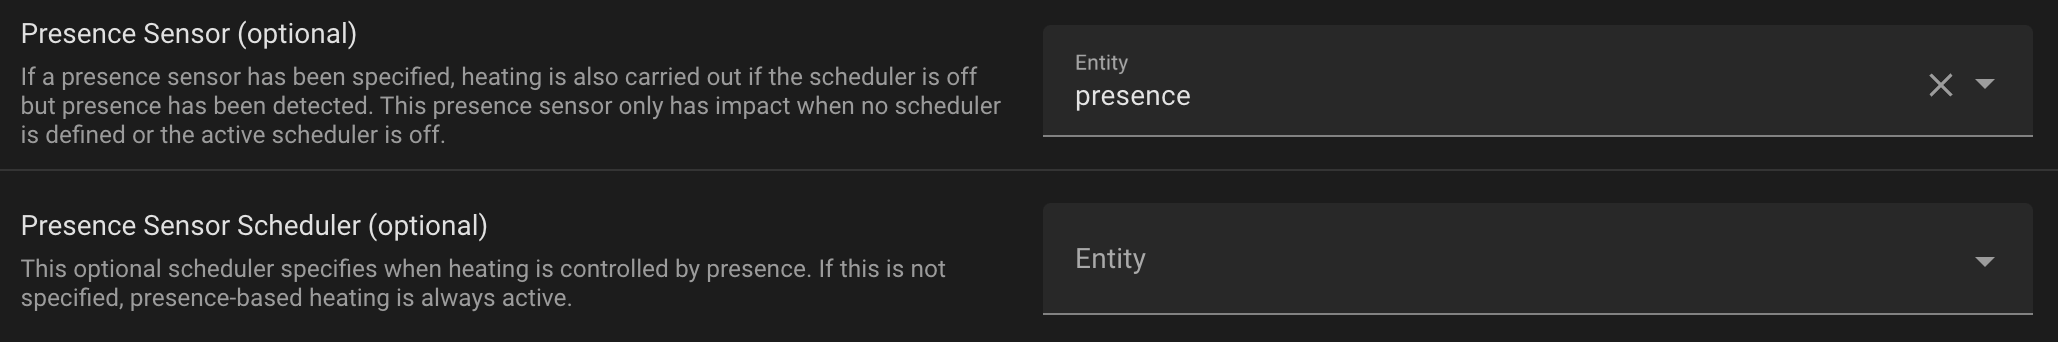 Presence Sensor (optional)
If a presence sensor has been specified, heating is also carried out if the scheduler is off
but presence has been detected. This presence sensor only has impact when no scheduler
is defined or the active scheduler is off.
Entity
presence
Presence Sensor Scheduler (optional)
This optional scheduler specifies when heating is controlled by presence. If this is not
specified, presence-based heating is always active.
Entity